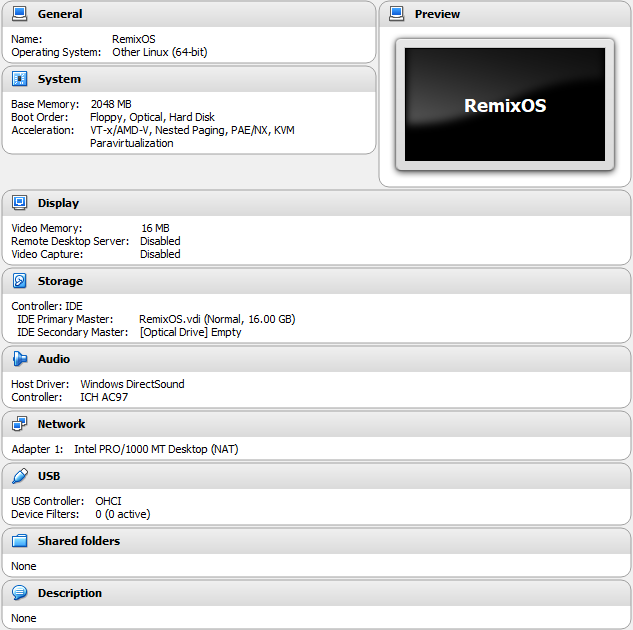 General
Name: RemixOS
Operating System: Other Linux (64-bit)
Preview
RemixOS
System
Base Memory: 2048 MB
Boot Order: Floppy, Optical, Hard Disk
Acceleration: VT-x/AMD-V, Nested Paging, PAE/NX, KVM
Paravirtualization
Display
Video Memory: 16 MB
Remote Desktop Server: Disabled
Video Capture: Disabled
Storage
Controller: IDE
IDE Primary Master: RemixOS.vdi (Normal, 16.00 GB)
IDE Secondary Master: [Optical Drive] Empty
Audio
Host Driver: Windows DirectSound
Controller: ICH AC97
Network
Adapter 1: Intel PRO/1000 MT Desktop (NAT)
USB
USB Controller: OHCI
Device Filters: 0 (0 active)
Shared folders
None
Description
None